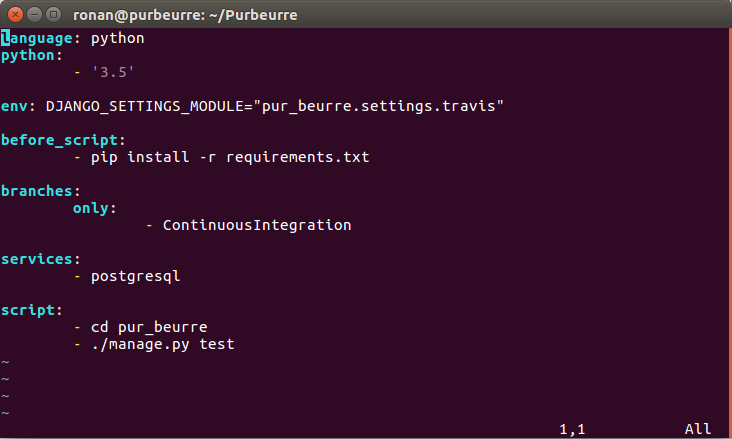 ronan@purbeurre: ~/Purbeurre
language: python
python:
- '3.5'
env: DJANGO_SETTINGS_MODULE="pur_beurre.settings.travis"
before_script:
- pip install -r requirements.txt
branches:
only:
- ContinuousIntegration
services:
- postgresql
script:
- cd pur_beurre
- ./manage.py test
~
~
~
~
1,1 All